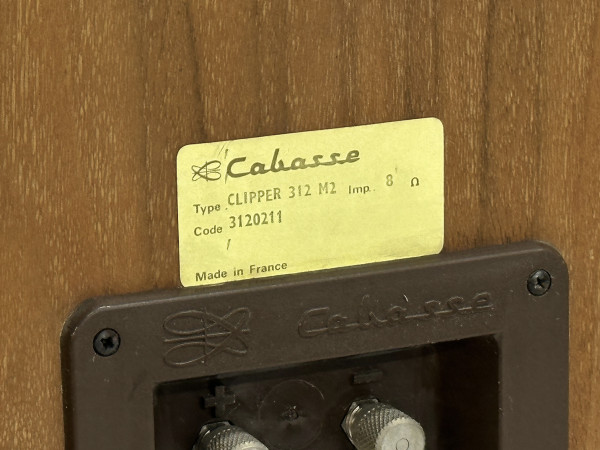 Cabasse
Type CLIPPER 312 M2 Imp. 8 Ω
Code 3120211
/
Made in France
Cabasse
+ −